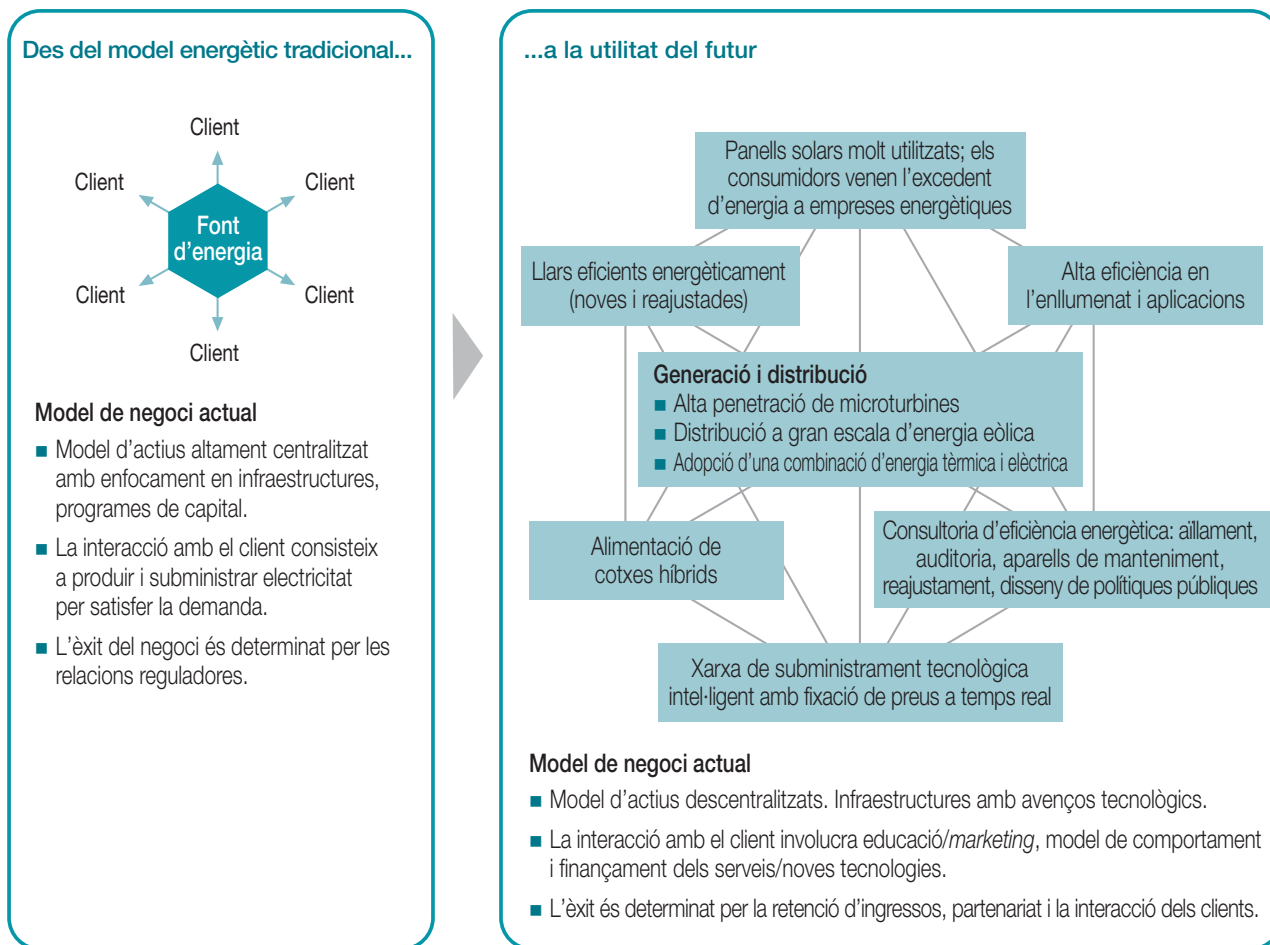 Des del model energètic tradicional...
Client
Client
Client
Font
d'energia
Client
Client
Client
Model de negoci actual
■ Model d'actius altament centralitzat
amb enfocament en infraestructures,
programes de capital.
■ La interacció amb el client consisteix
a produir i subministrar electricitat
per satisfer la demanda.
■ L'èxit del negoci és determinat per les
relacions reguladores.
...a la utilitat del futur
Panells solars molt utilitzats; els
consumidors venen l'excedent
d'energia a empreses energètiques
Llars eficients energèticament
(noves i reajustades)
Alta eficiència en
l'enllumenat i aplicacions
Generació i distribució
■ Alta penetració de microturbines
■ Distribució a gran escala d'energia eòlica
■ Adopció d'una combinació d'energia tèrmica i elèctrica
Alimentació de
cotxes híbrids
Consultoria d'eficiència energètica: aïllament,
auditoria, aparells de manteniment,
reajustament, disseny de polítiques públiques
Xarxa de subministrament tecnològica
intel·ligent amb fixació de preus a temps real
Model de negoci actual
■ Model d'actius descentralitzats. Infraestructures amb avenços tecnològics.
■ La interacció amb el client involucra educació/marketing, model de comportament
i finançament dels serveis/noves tecnologies.
■ L'èxit és determinat per la retenció d'ingressos, partenariat i la interacció dels clients.